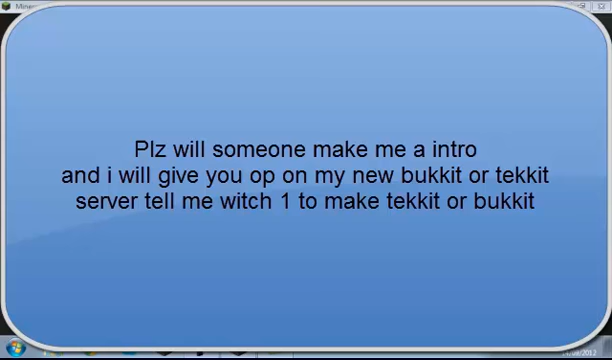 Mine
Plz will someone make me a intro
and i will give you op on my new bukkit or tekkit
server tell me witch 1 to make tekkit or bukkit